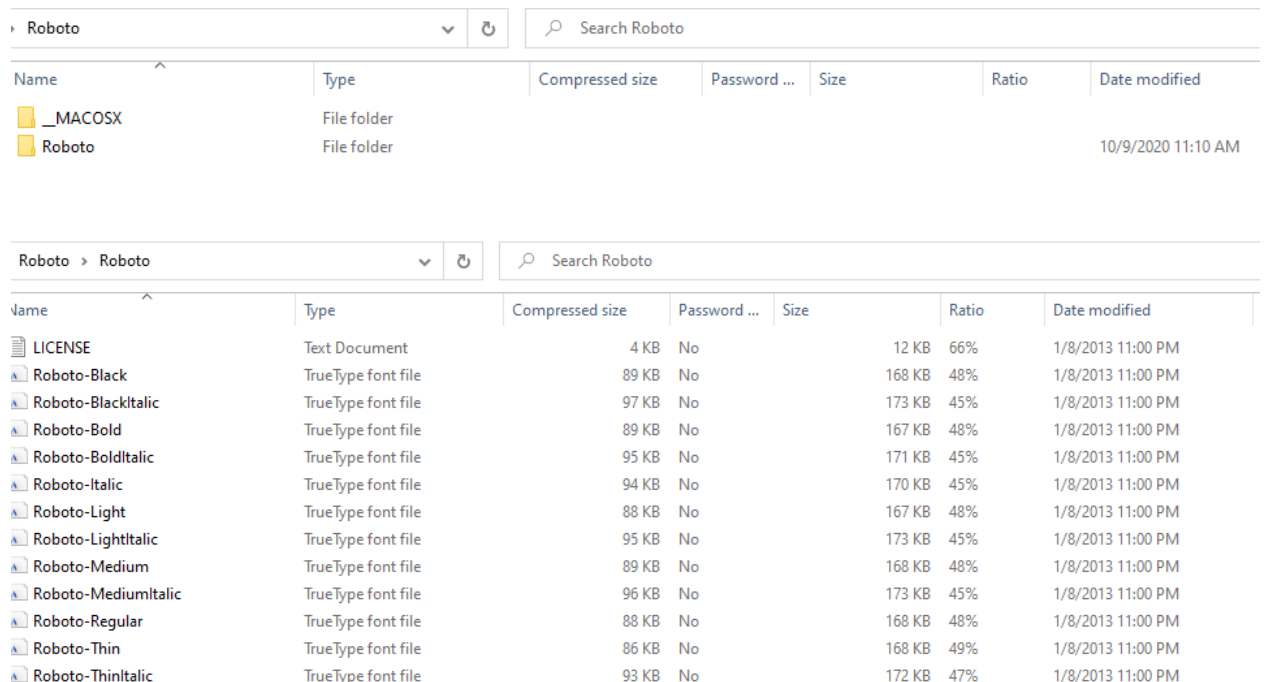 › Roboto Search Roboto
Name Type Compressed size Password ... Size Ratio Date modified
__MACOSX File folder
Roboto File folder 10/9/2020 11:10 AM
Roboto › Roboto Search Roboto
Name Type Compressed size Password ... Size Ratio Date modified
LICENSE Text Document 4 KB No 12 KB 66% 1/8/2013 11:00 PM
Roboto-Black TrueType font file 89 KB No 168 KB 48% 1/8/2013 11:00 PM
Roboto-BlackItalic TrueType font file 97 KB No 173 KB 45% 1/8/2013 11:00 PM
Roboto-Bold TrueType font file 89 KB No 167 KB 48% 1/8/2013 11:00 PM
Roboto-BoldItalic TrueType font file 95 KB No 171 KB 45% 1/8/2013 11:00 PM
Roboto-Italic TrueType font file 94 KB No 170 KB 45% 1/8/2013 11:00 PM
Roboto-Light TrueType font file 88 KB No 167 KB 48% 1/8/2013 11:00 PM
Roboto-LightItalic TrueType font file 95 KB No 173 KB 45% 1/8/2013 11:00 PM
Roboto-Medium TrueType font file 89 KB No 168 KB 48% 1/8/2013 11:00 PM
Roboto-MediumItalic TrueType font file 96 KB No 173 KB 45% 1/8/2013 11:00 PM
Roboto-Regular TrueType font file 88 KB No 168 KB 48% 1/8/2013 11:00 PM
Roboto-Thin TrueType font file 86 KB No 168 KB 49% 1/8/2013 11:00 PM
Roboto-ThinItalic TrueType font file 93 KB No 172 KB 47% 1/8/2013 11:00 PM